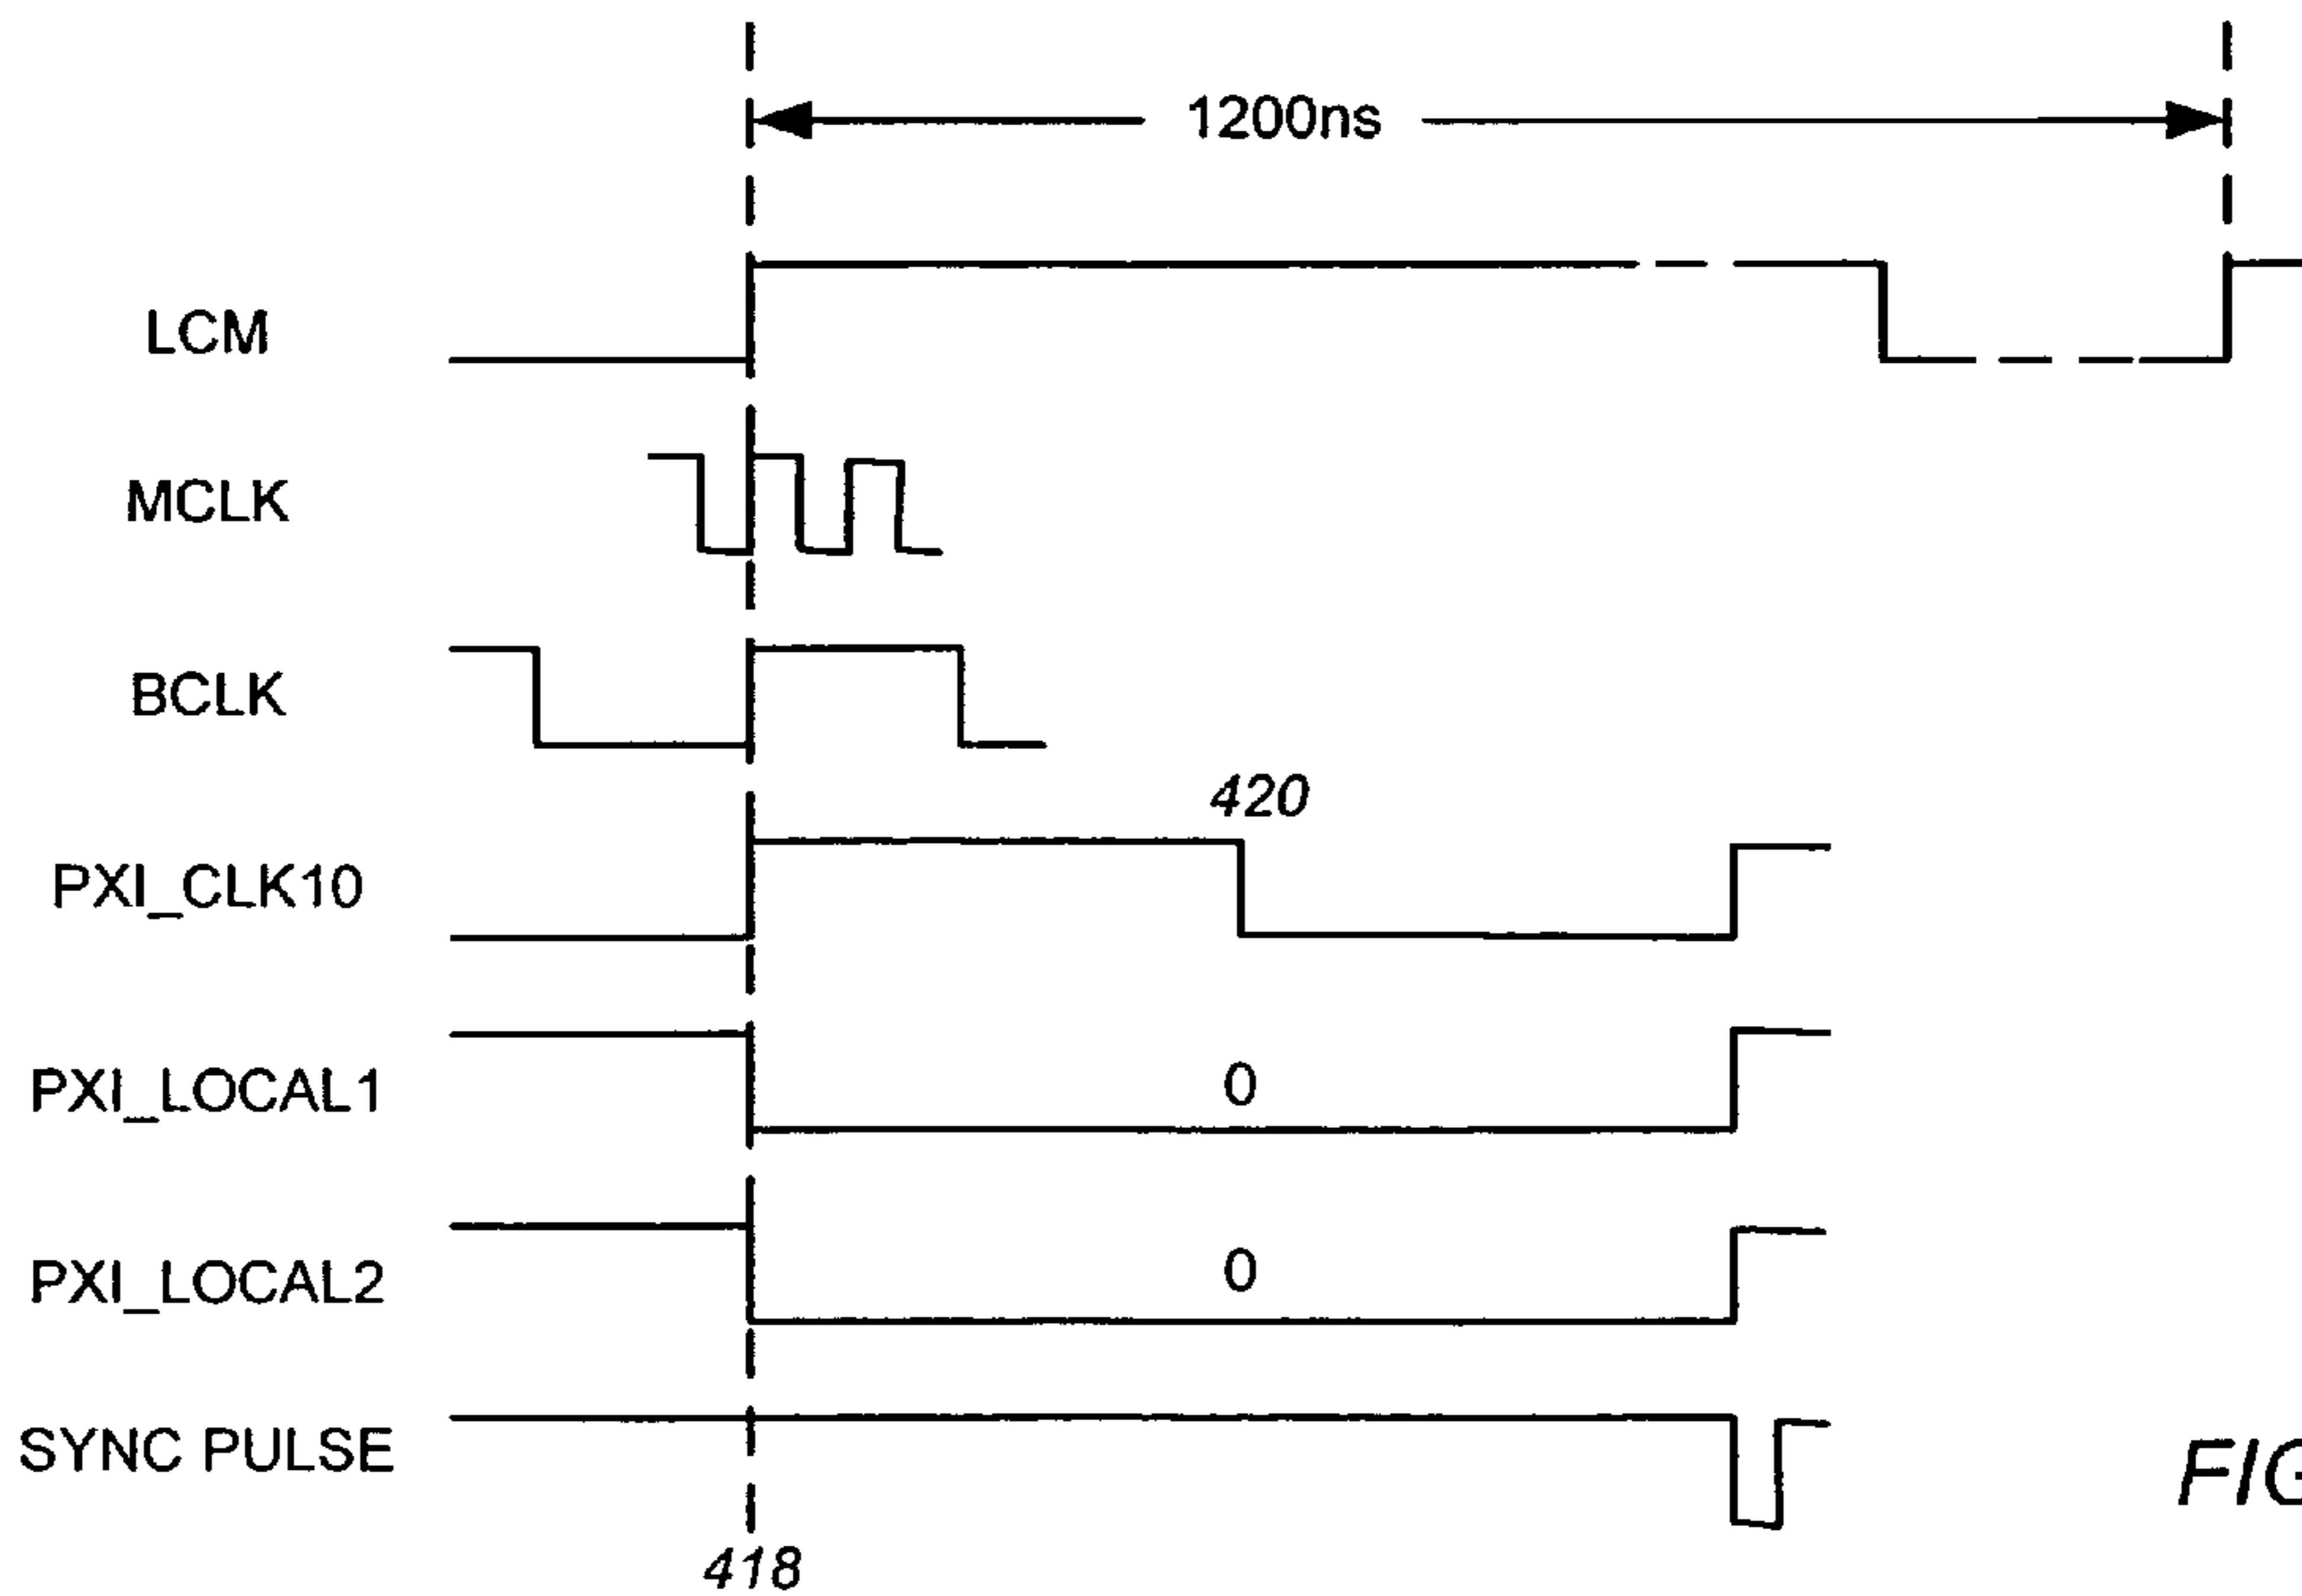 1200ns
LCM
MCLK
BCLK
420
PXI_CLK10
PXI_LOCAL1
0
PXI_LOCAL2
0
SYNC PULSE
418